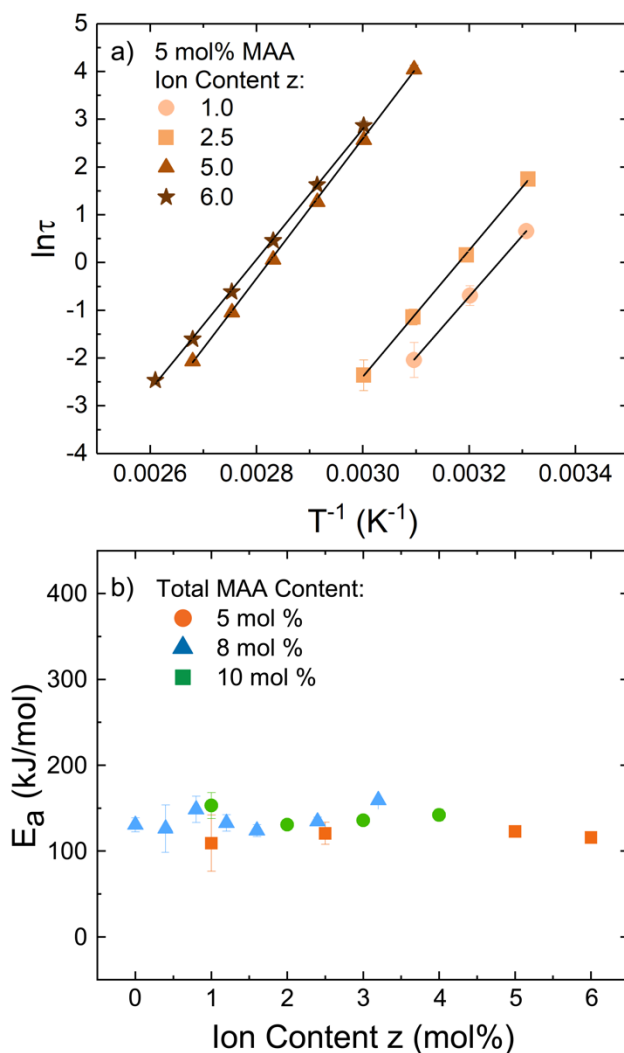 a)
5 mol% MAA
Ion Content z:
1.0
2.5
5.0
6.0
5
4
3
2
1
0
-1
-2
-3
-4
lnτ
0.0026 0.0028 0.0030 0.0032 0.0034
T⁻¹ (K⁻¹)
b)
Total MAA Content:
5 mol %
8 mol %
10 mol %
400
300
200
100
0
Eₐ (kJ/mol)
0 1 2 3 4 5 6
Ion Content z (mol%)